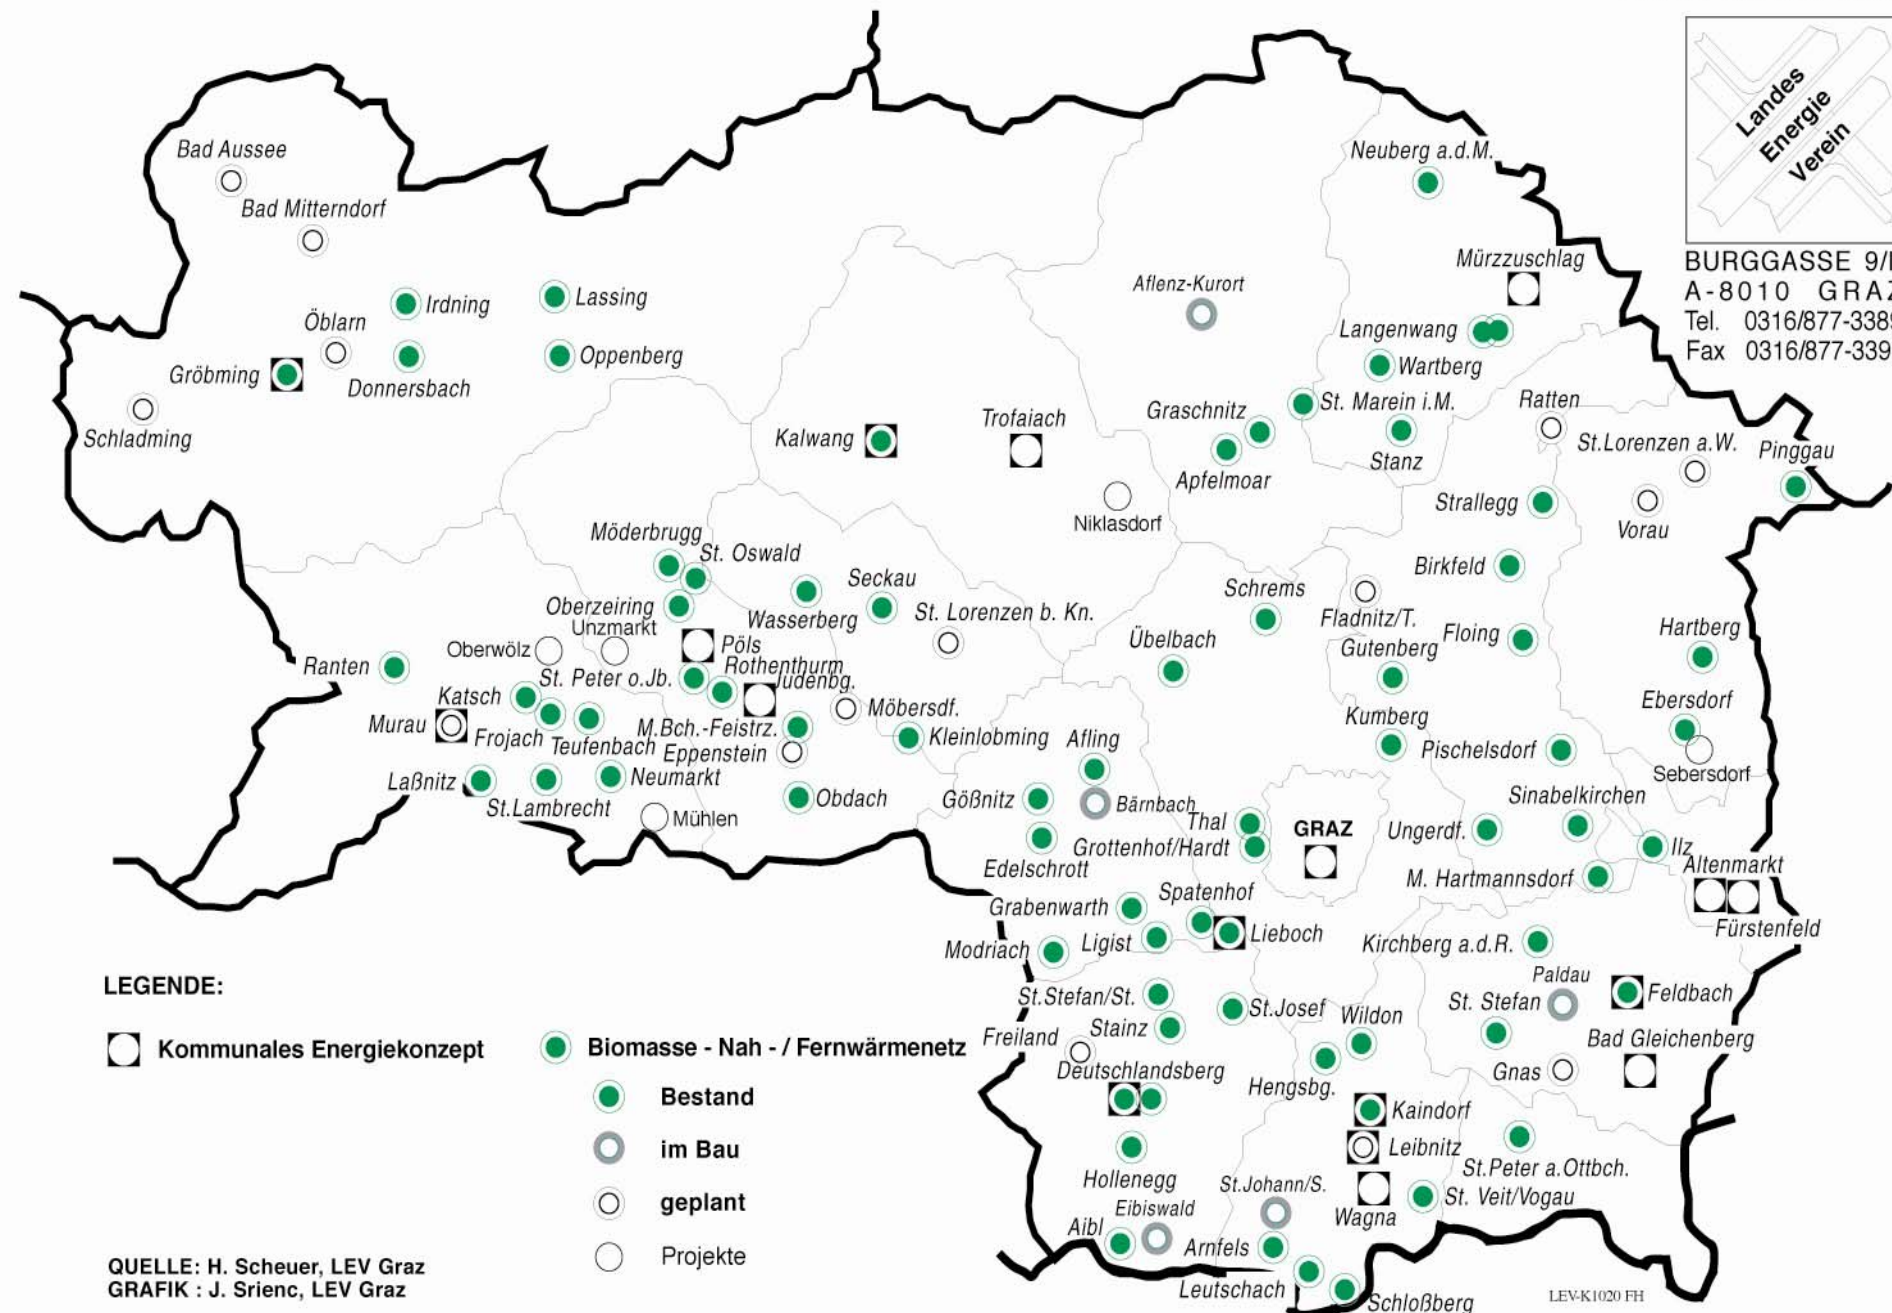 Landes
Energie
Verein
BURGGASSE 9/I
A-8010 GRAZ
Tel. 0316/877-3389
Fax 0316/877-339
Neuberg a.d.M.
Bad Aussee
Bad Mitterndorf
Mürzzuschlag
Aflenz-Kurort
Irdning
Lassing
Öblarn
Langenwang
Oppenberg
Wartberg
Gröbming
Donnersbach
St. Marein i.M.
Ratten
Graschnitz
Trofaiach
Schladming
Kalwang
St.Lorenzen a.W.
Pinggau
Stanz
Apfelmoar
Strallegg
Niklasdorf
Vorau
Möderbrugg
St. Oswald
Birkfeld
Seckau
Schrems
Oberzeiring
Wasserberg
St. Lorenzen b. Kn.
Fladnitz/T.
Unzmarkt
Floing
Hartberg
Übelbach
Pöls
Oberwölz
Gutenberg
Ranten
Rothenthurm
St. Peter o.Jb.
Judenbg.
Katsch
Ebersdorf
Möbersdf.
Kumberg
Murau
M.Bch.-Feistrz.
Frojach
Kleinlobming
Afling
Teufenbach
Pischelsdorf
Eppenstein
Sebersdorf
Neumarkt
Laßnitz
Obdach
Gößnitz
Sinabelkirchen
Bärnbach
St.Lambrecht
Mühlen
Thal
GRAZ
Ungerdf.
Grottenhof/Hardt
Ilz
Edelschrott
Altenmarkt
M. Hartmannsdorf
Spatenhof
Grabenwarth
Fürstenfeld
Lieboch
Ligist
Kirchberg a.d.R.
Modriach
Paldau
LEGENDE:
St.Stefan/St.
Feldbach
St. Stefan
St.Josef
Wildon
Stainz
Freiland
Bad Gleichenberg
Kommunales Energiekonzept
Biomasse - Nah - / Fernwärmenetz
Deutschlandsberg
Gnas
Hengsbg.
Bestand
Kaindorf
im Bau
Leibnitz
St.Peter a.Ottbch.
Hollenegg
St.Johann/S.
St. Veit/Vogau
geplant
Eibiswald
Wagna
Aibl
Arnfels
Projekte
QUELLE: H. Scheuer, LEV Graz
GRAFIK : J. Srienc, LEV Graz
Leutschach
Schloßberg
LEV-K1020 FH